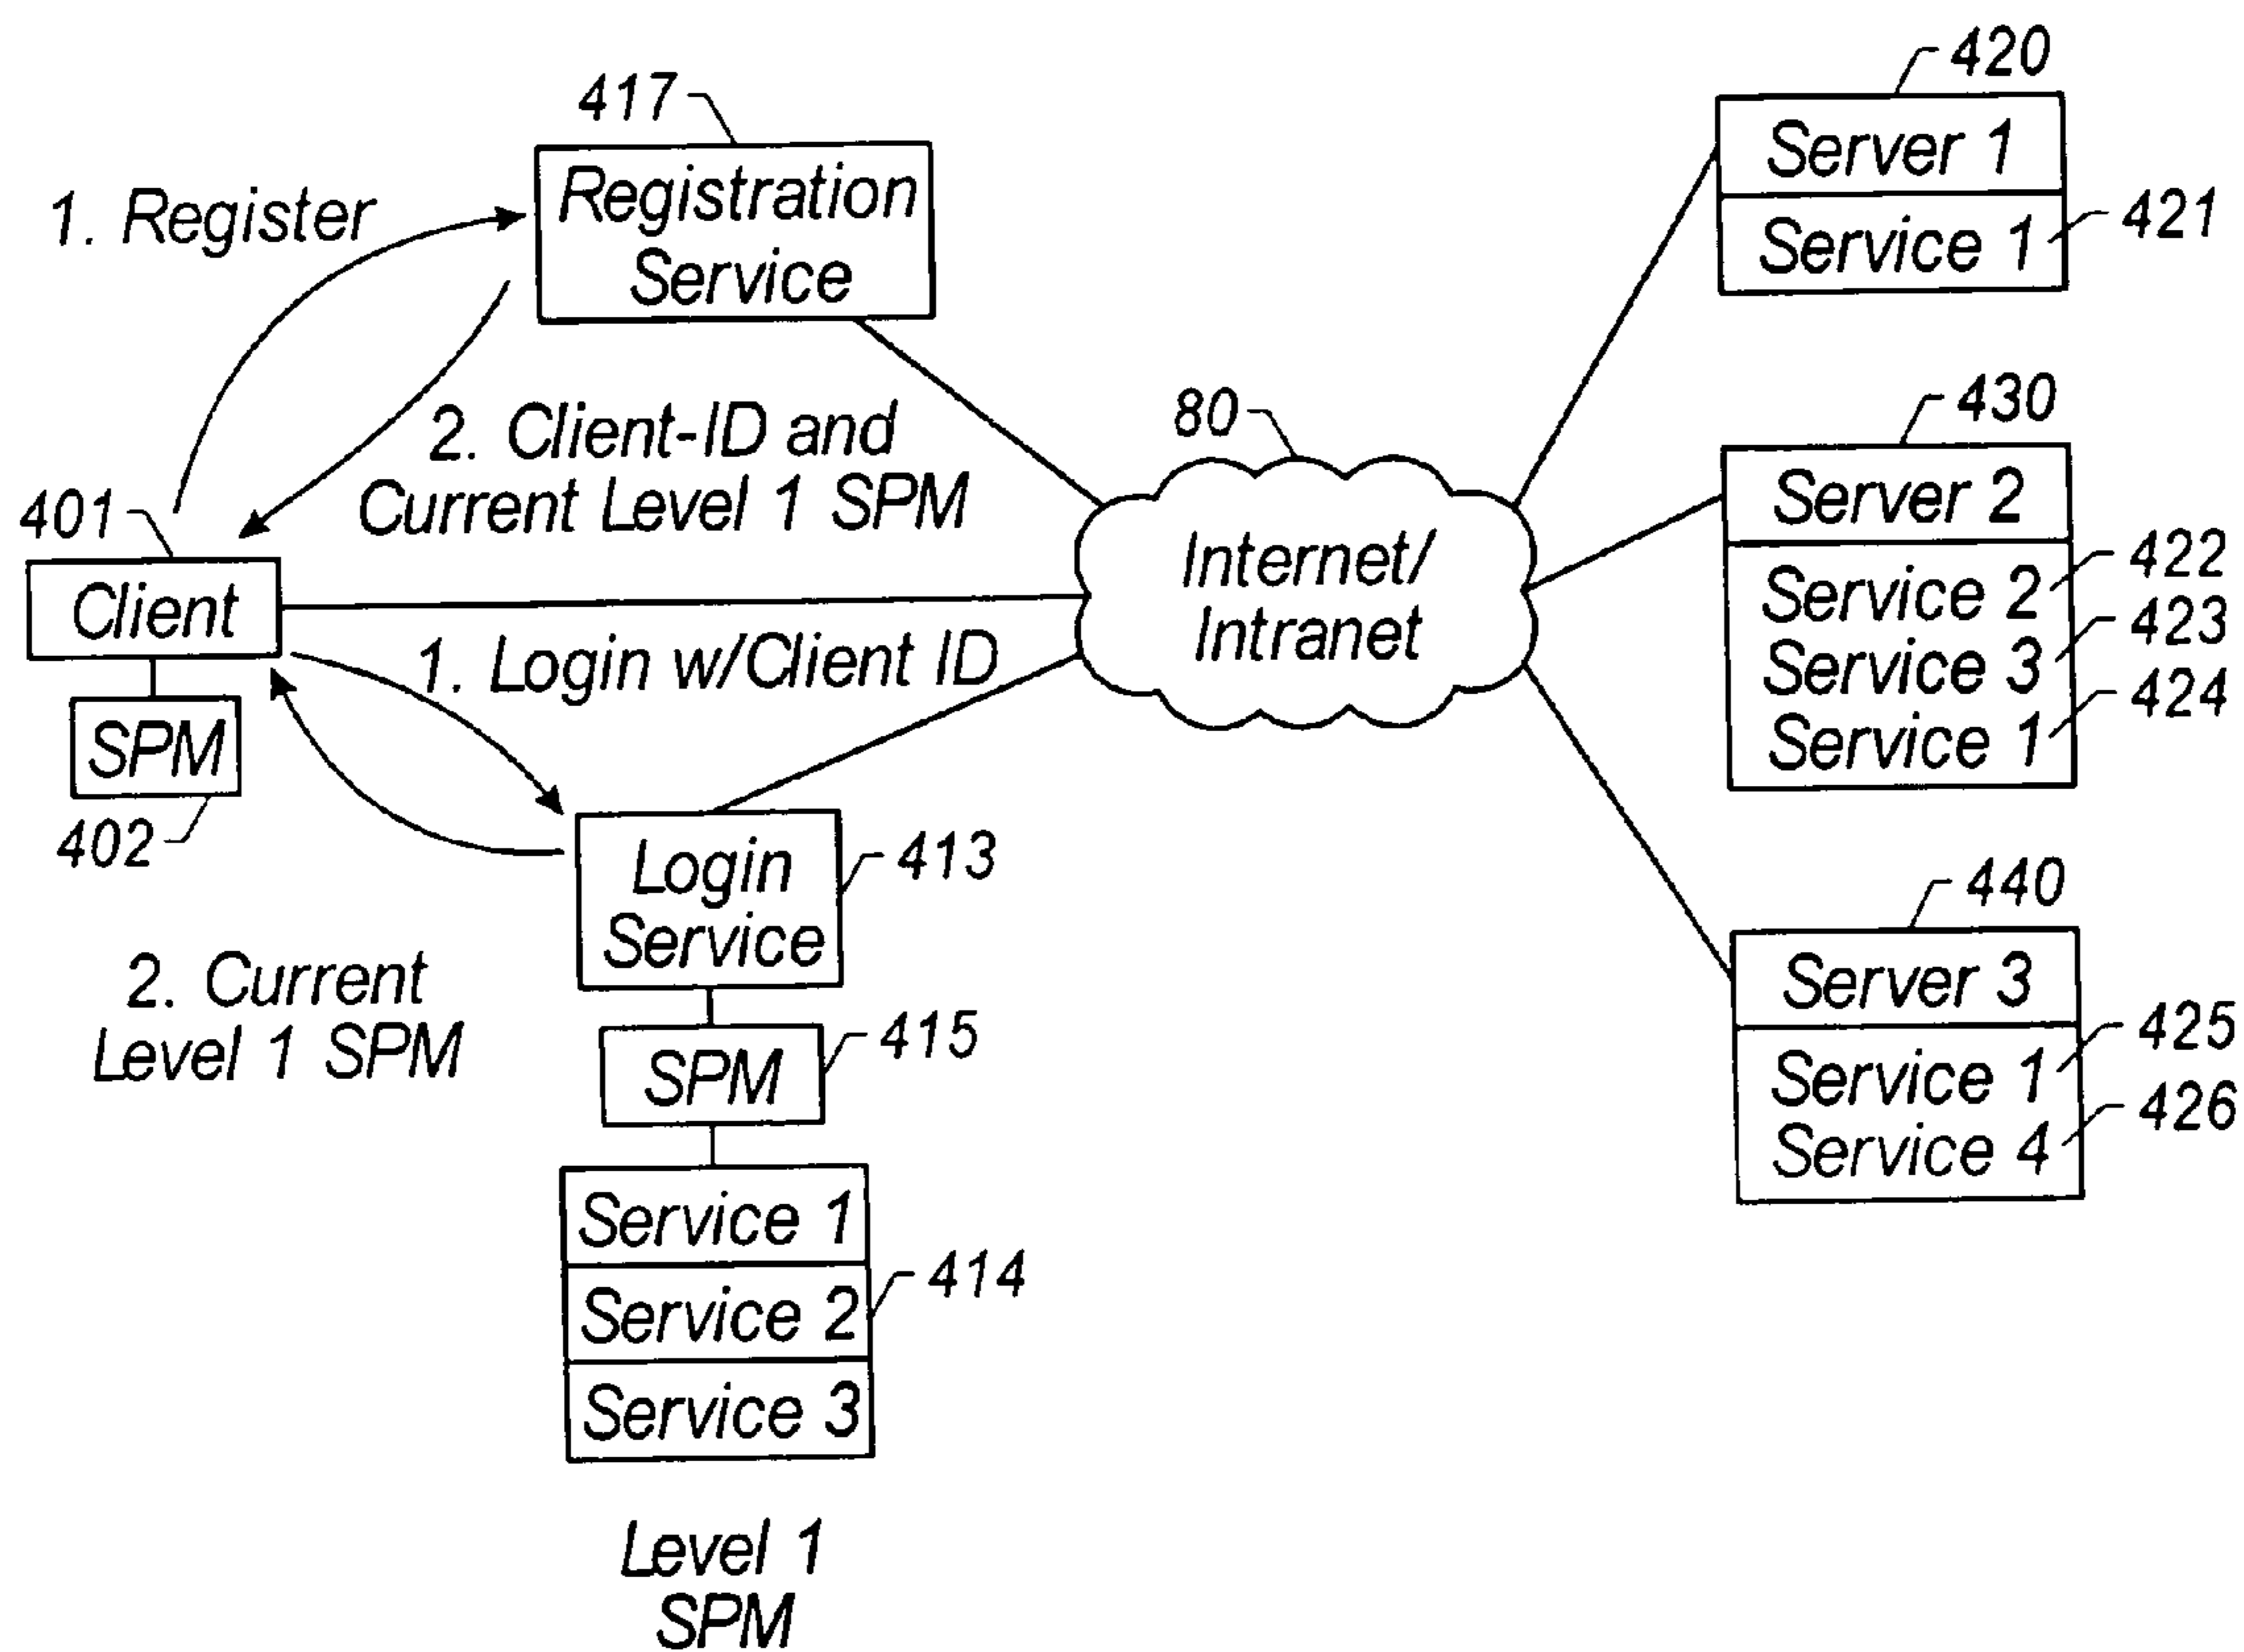 417
Registration
Service
1. Register
2. Client-ID and
Current Level 1 SPM
401
Client
SPM
402
1. Login w/Client ID
2. Current
Level 1 SPM
Login
Service
413
SPM
415
Service 1
Service 2
Service 3
414
Level 1
SPM
80
Internet/
Intranet
420
Server 1
Service 1
421
430
Server 2
Service 2
422
Service 3
423
Service 1
424
440
Server 3
Service 1
425
Service 4
426